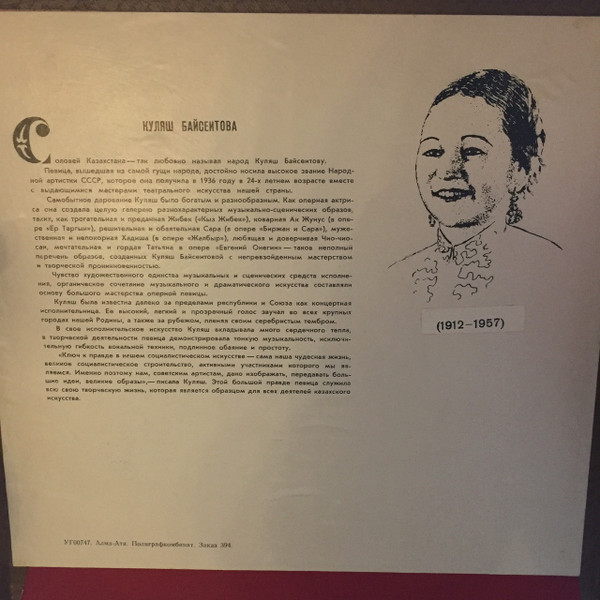 КУЛЯШ БАЙСЕИТОВА
Соловей Казахстана — так любовно называл народ Куляш Байсеитову.
Певица, вышедшая из самой гущи народа, достойно носила высокое звание Народ-
ной артистки СССР, которое она получила в 1936 году в 24-х летнем возрасте вместе
с выдающимися мастерами театрального искусства нашей страны.
Самобытное дарование Куляш было богатым и разнообразным. Как оперная актри-
са она создала целую галерею разнохарактерных музыкально-сценических образов,
таких, как трогательная и преданная Жибек («Кыз Жибек»), коварная Ак Жунус (в опе-
ре «Ер Таргын»), решительная и обаятельная Сара (в опере «Биржан и Сара»), муже-
ственная и непокорная Хадиша (в опере «Жалбыр»), любящая и доверчивая Чио-чио-
сан, мечтательная и гордая Татьяна в опере «Евгений Онегин» — таков неполный
перечень образов, созданных Куляш Байсеитовой с непревзойденным мастерством
и творческой проникновенностью.
Чувство художественного единства музыкальных и сценических средств исполне-
ния, органическое сочетание музыкального и драматического искусства составляли
основу большого мастерства оперной певицы.
Куляш была известна далеко за пределами республики и Союза как концертная
исполнительница. Ее высокий, легкий и прозрачный голос звучал во всех крупных
городах нашей Родины, а также за рубежом, пленяя своим серебристым тембром.
В свое исполнительское искусство Куляш вкладывала много сердечного тепла,
в творческой деятельности певица демонстрировала тонкую музыкальность, исключи-
тельную гибкость вокальной техники, подлинное обаяние и простоту.
«Ключ к правде в нашем социалистическом искусстве — сама наша чудесная жизнь,
великое социалистическое строительство, активными участниками которого мы яв-
ляемся. Именно поэтому нам, советским артистам, дано изображать, передавать боль-
шие идеи, великие образы», — писала Куляш. Этой большой правде певица служила
всю свою творческую жизнь, которая является образцом для всех деятелей казахского
искусства.
(1912—1957)
УГ00747. Алма-Ата. Полиграфкомбинат. Заказ 394.